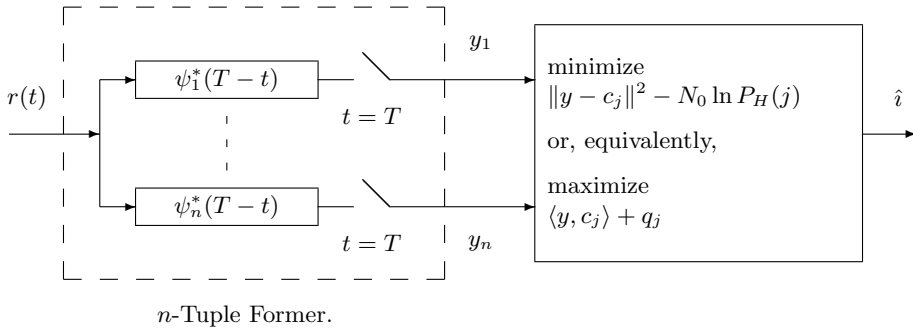 r(t)
ψ₁*(T − t)
t = T
y₁
ψₙ*(T − t)
t = T
yₙ
minimize
‖y − cⱼ‖² − N₀ ln P_H(j)
or, equivalently,
maximize
⟨y, cⱼ⟩ + qⱼ
î
n-Tuple Former.